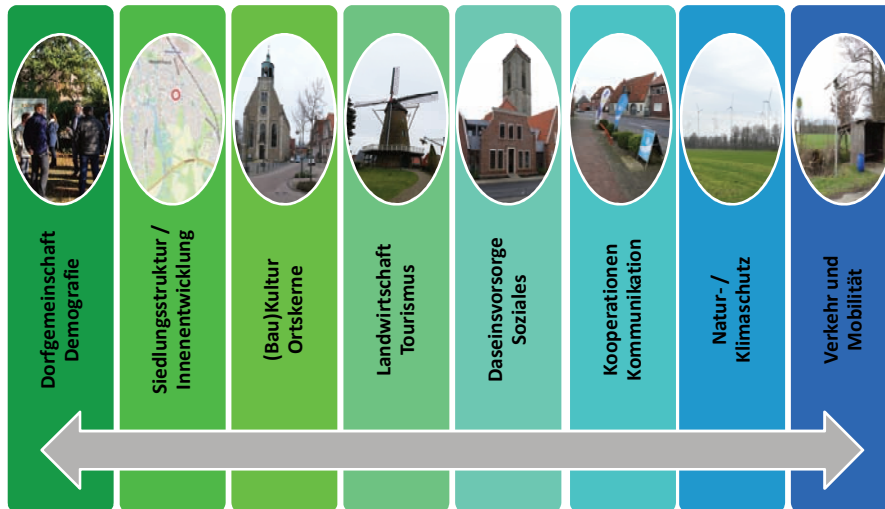 Dorfgemeinschaft
Demografie
Siedlungsstruktur /
Innenentwicklung
(Bau)Kultur
Ortskerne
Landwirtschaft
Tourismus
Daseinsvorsorge
Soziales
Kooperationen
Kommunikation
Natur- /
Klimaschutz
Verkehr und
Mobilität